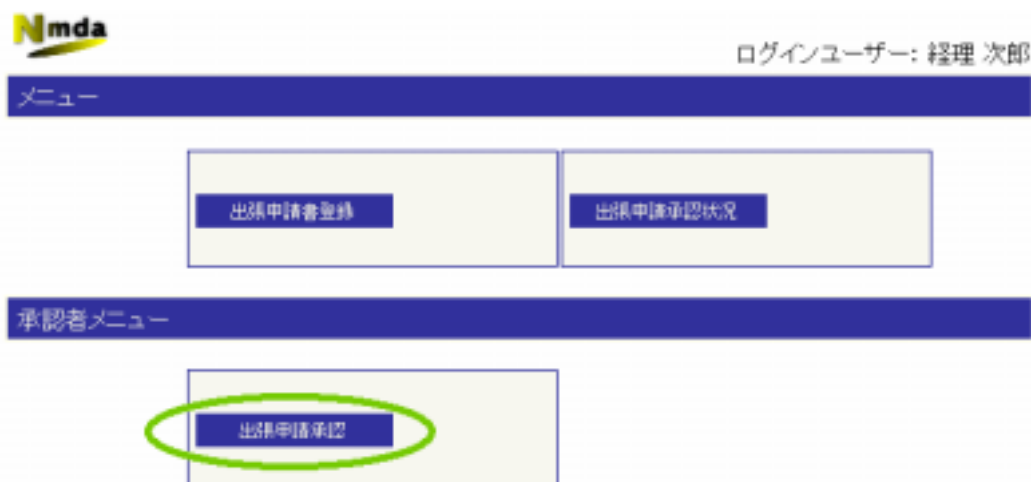 Nmda
ログインユーザー: 経理 次郎
メニュー
出張申請書登録
出張申請承認状況
承認者メニュー
出張申請承認